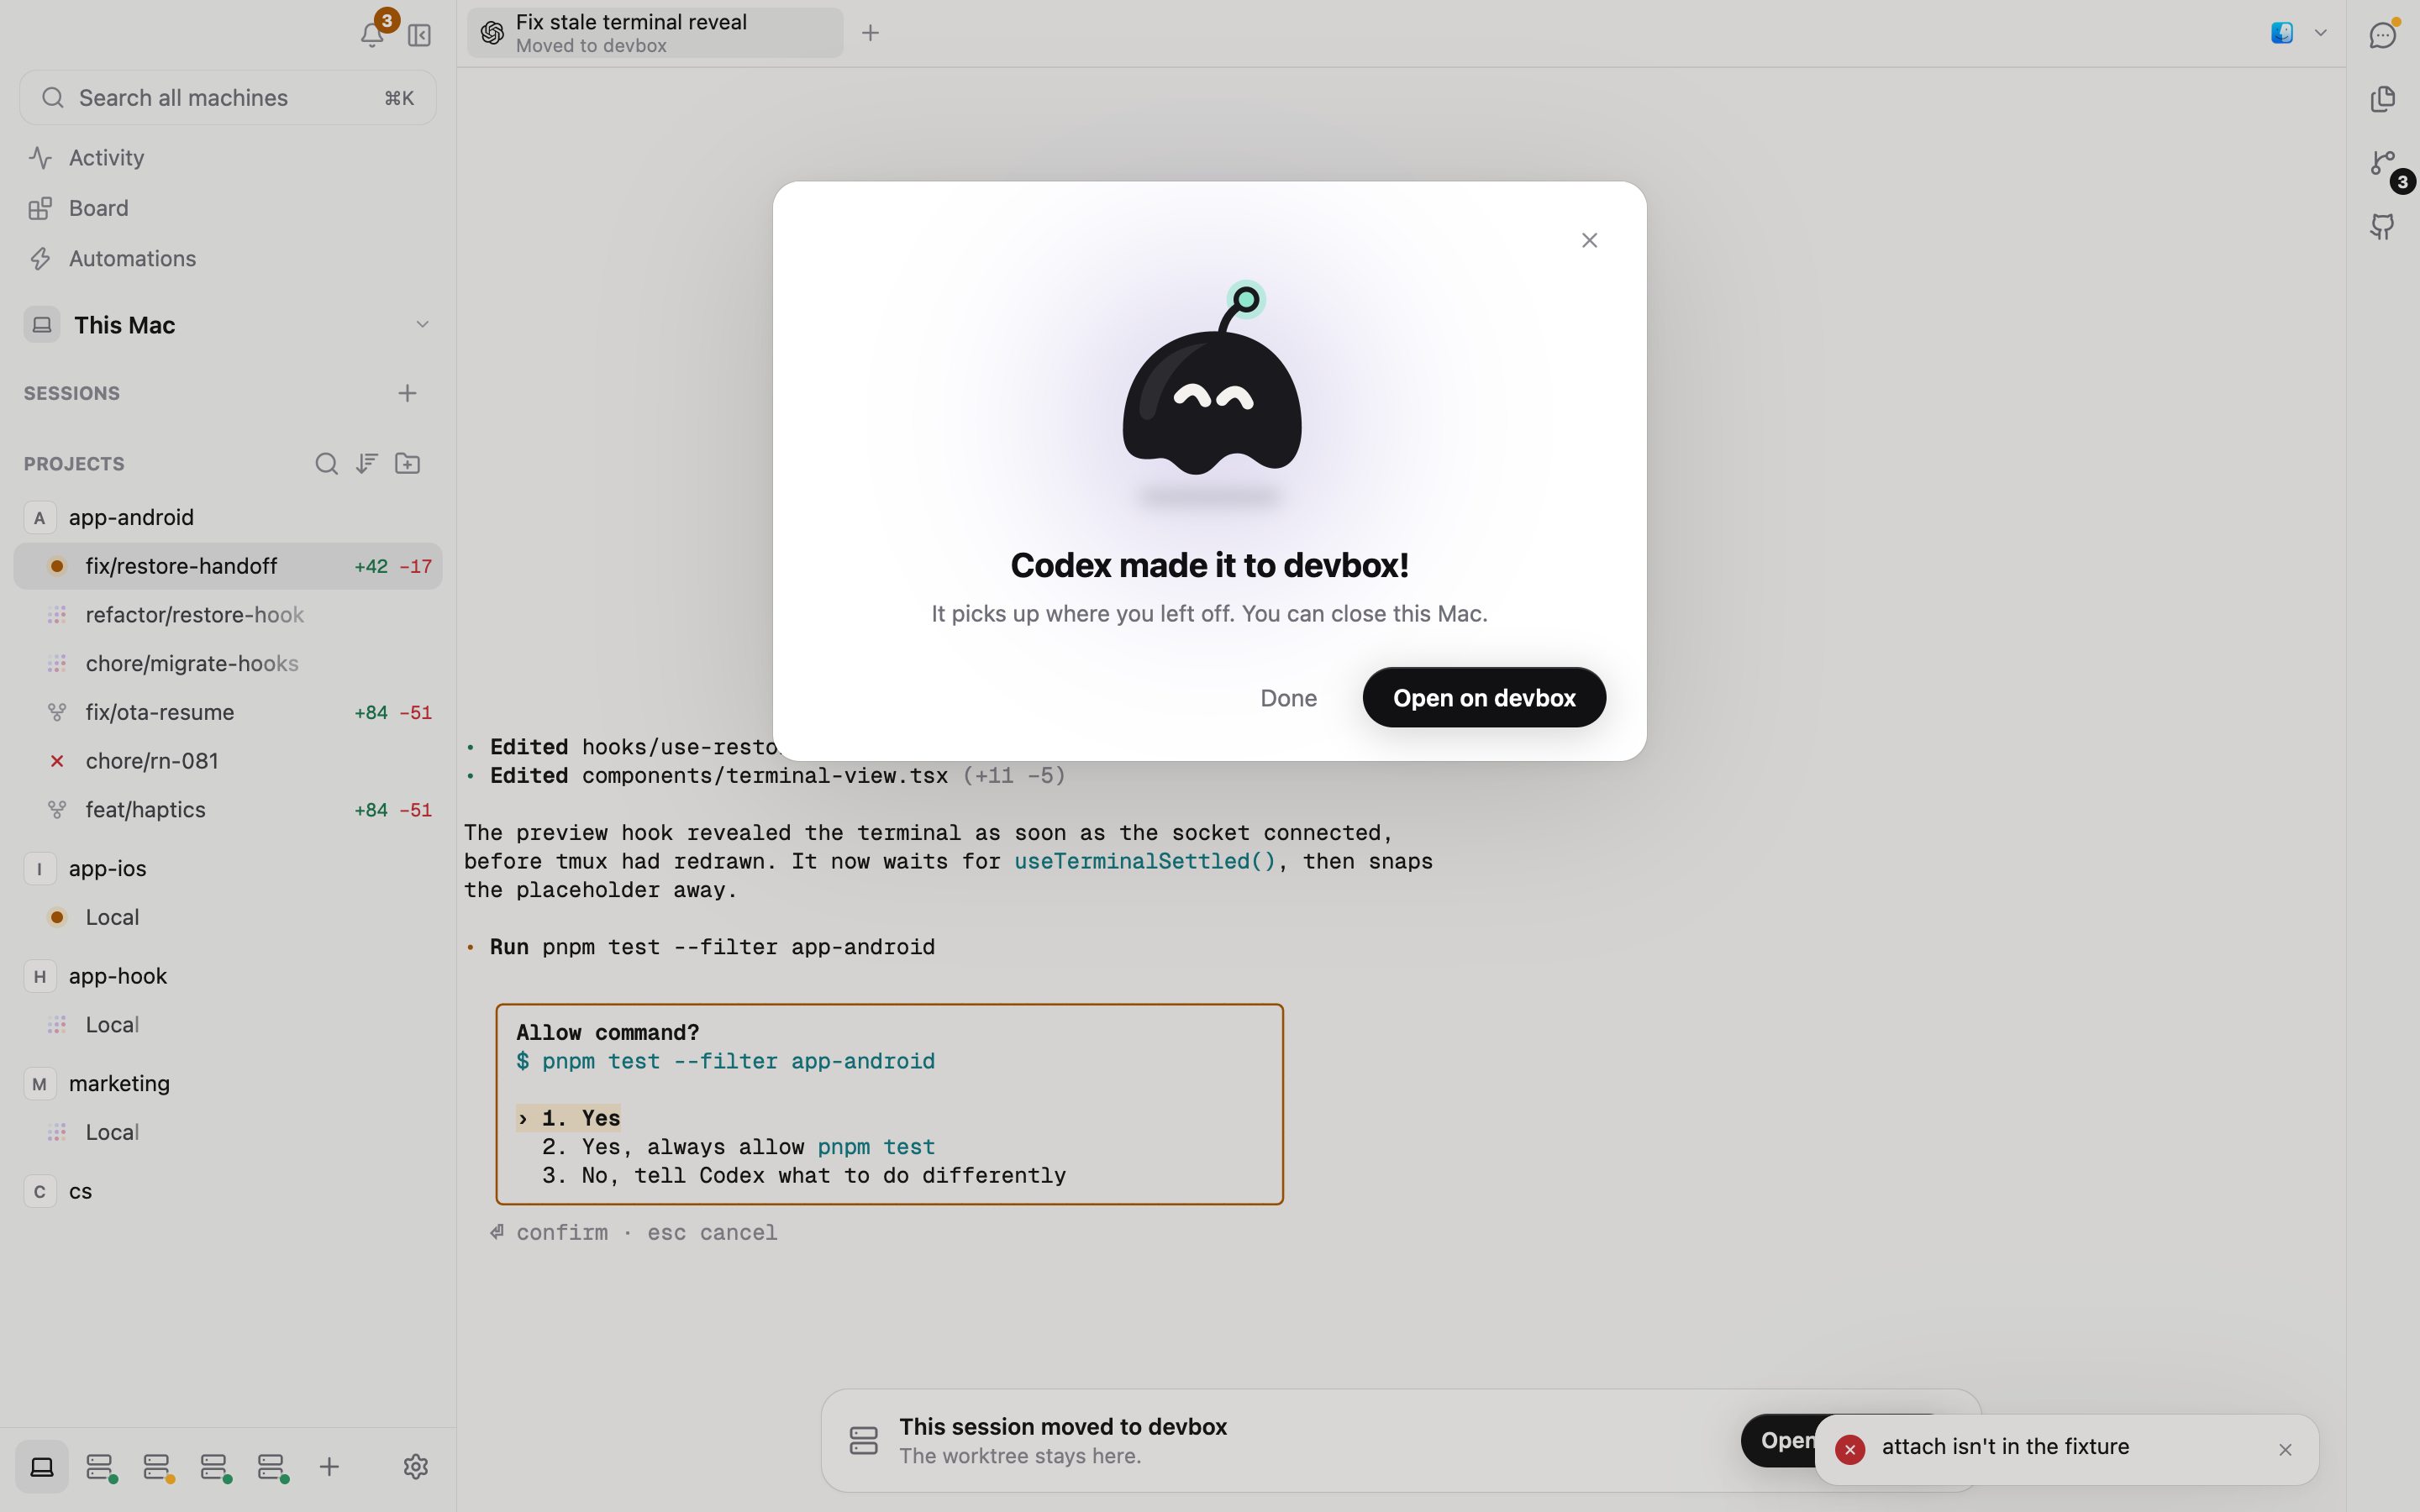 3
Search all machines ⌘K
Activity
Board
Automations
This Mac
SESSIONS
PROJECTS
A app-android
fix/restore-handoff +42 −17
refactor/restore-hook
chore/migrate-hooks
fix/ota-resume +84 −51
chore/rn-081
feat/haptics +84 −51
I app-ios
Local
H app-hook
Local
M marketing
Local
C cs
Fix stale terminal reveal
Moved to devbox
Codex made it to devbox!
It picks up where you left off. You can close this Mac.
Done
Open on devbox
• Edited hooks/use-resto
• Edited components/terminal-view.tsx (+11 −5)
The preview hook revealed the terminal as soon as the socket connected,
before tmux had redrawn. It now waits for useTerminalSettled(), then snaps
the placeholder away.
• Run pnpm test --filter app-android
Allow command?
$ pnpm test --filter app-android
› 1. Yes
2. Yes, always allow pnpm test
3. No, tell Codex what to do differently
⏎ confirm · esc cancel
This session moved to devbox
The worktree stays here.
Open
attach isn't in the fixture
3